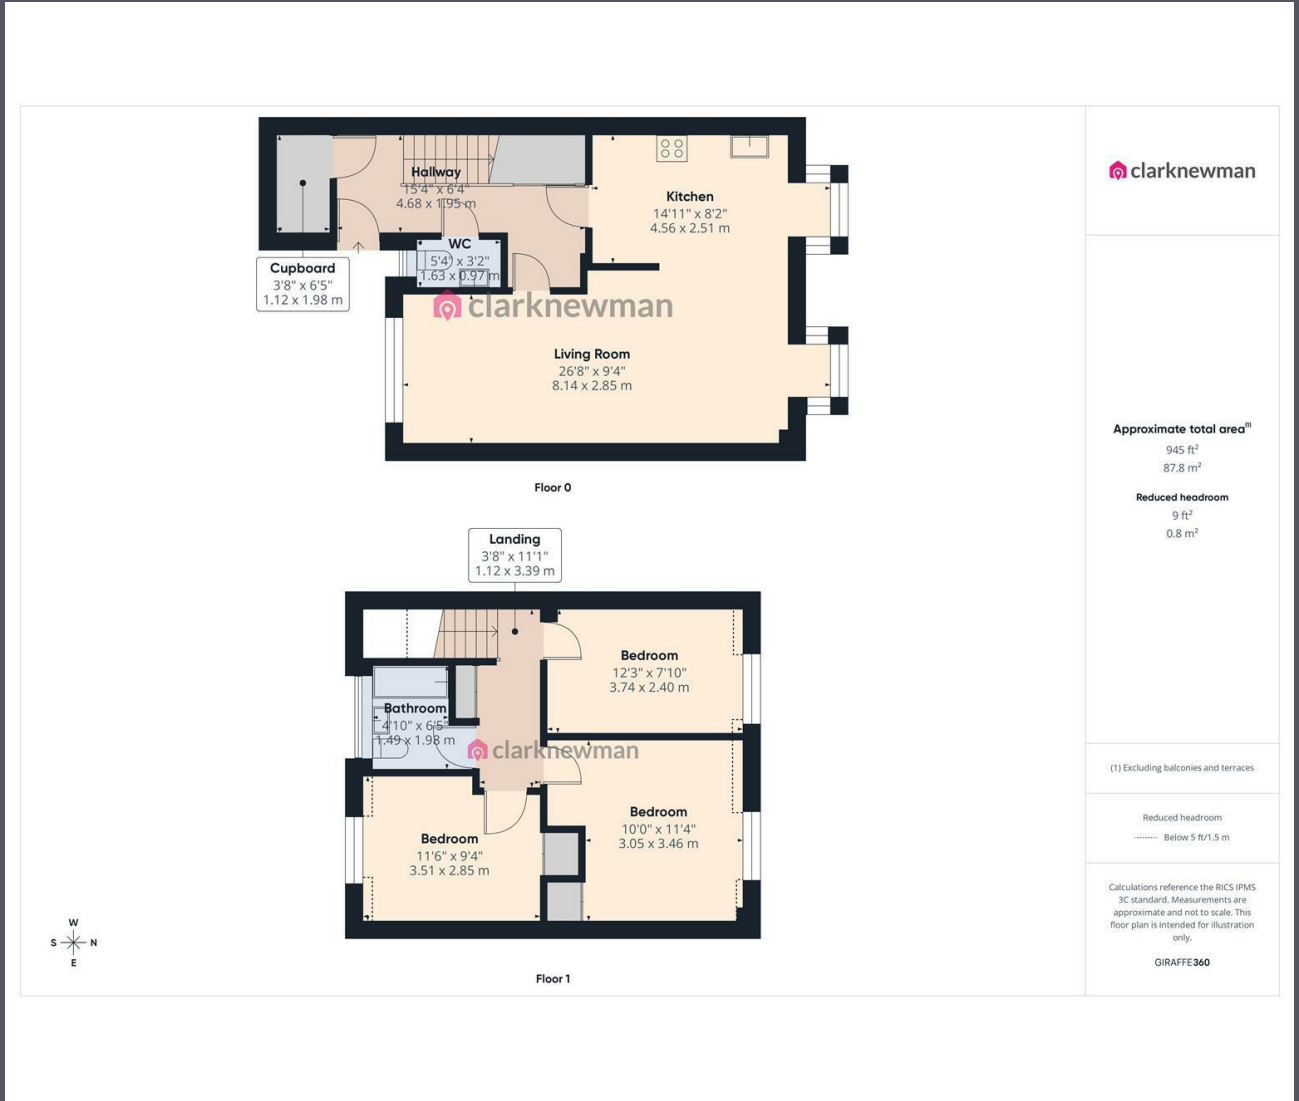 Hallway
15'4" x 6'4"
4.68 x 1.95 m
Kitchen
14'11" x 8'2"
4.56 x 2.51 m
WC
5'4" x 3'2"
1.63 x 0.97 m
Cupboard
3'8" x 6'5"
1.12 x 1.98 m
clarknewman
Living Room
26'8" x 9'4"
8.14 x 2.85 m
Floor 0
Landing
3'8" x 11'1"
1.12 x 3.39 m
Bedroom
12'3" x 7'10"
3.74 x 2.40 m
Bathroom
4'10" x 6'5"
1.49 x 1.98 m
clarknewman
Bedroom
10'0" x 11'4"
3.05 x 3.46 m
Bedroom
11'6" x 9'4"
3.51 x 2.85 m
W
S N
E
Floor 1
clarknewman
Approximate total area(1)
945 ft²
87.8 m²
Reduced headroom
9 ft²
0.8 m²
(1) Excluding balconies and terraces
Reduced headroom
Below 5 ft/1.5 m
Calculations reference the RICS IPMS
3C standard. Measurements are
approximate and not to scale. This
floor plan is intended for illustration
only.
GIRAFFE360